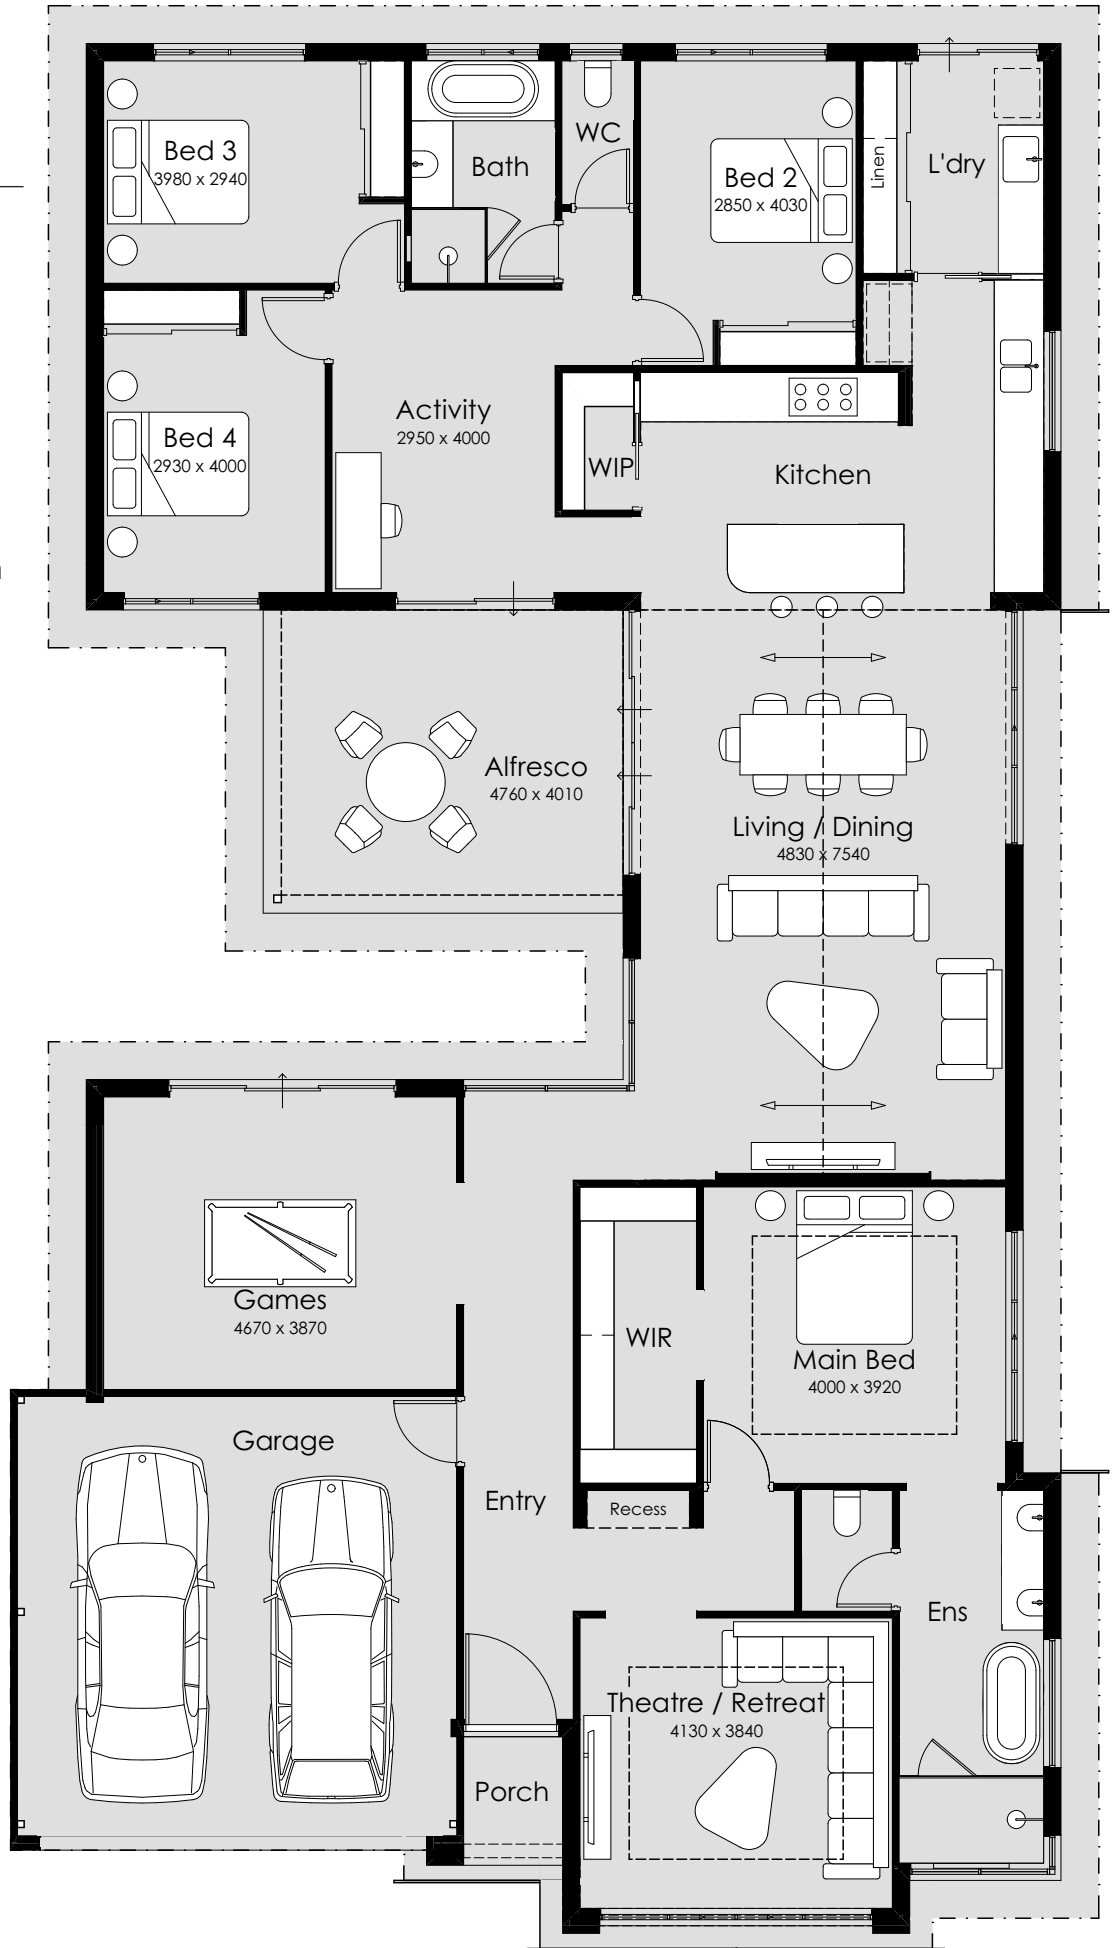 Bed 3
3980 x 2940
Bath
WC
Bed 2
2850 x 4030
Linen
L'dry
Bed 4
2930 x 4000
Activity
2950 x 4000
WIP
Kitchen
Alfresco
4760 x 4010
Living / Dining
4830 x 7540
Games
4670 x 3870
WIR
Main Bed
4000 x 3920
Garage
Entry
Recess
Ens
Theatre / Retreat
4130 x 3840
Porch